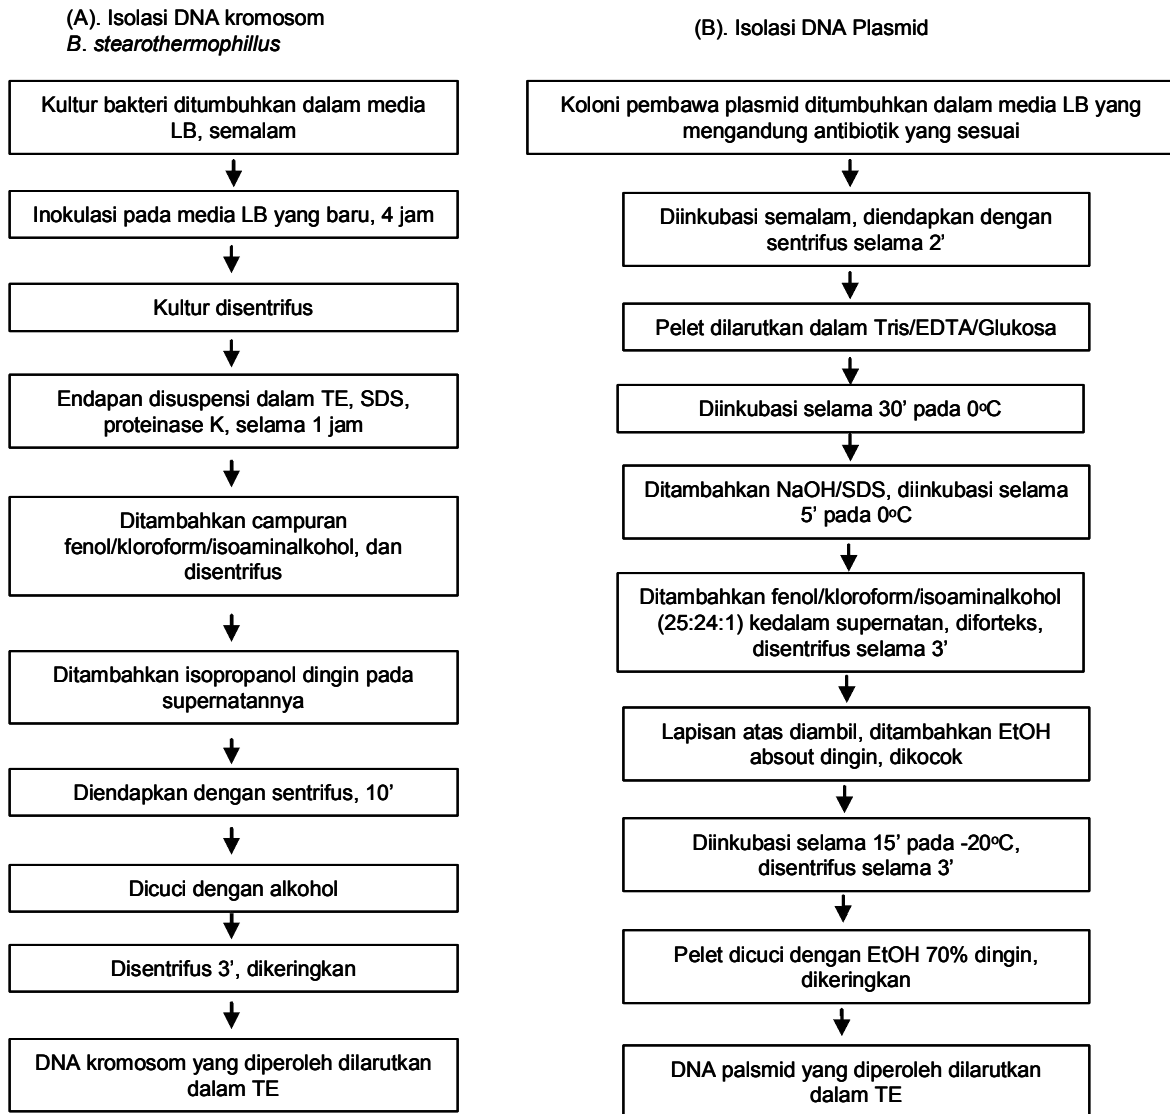 (A). Isolasi DNA kromosom
B. stearothermophillus
Kultur bakteri ditumbuhkan dalam media
LB, semalam
Inokulasi pada media LB yang baru, 4 jam
Kultur disentrifus
Endapan disuspensi dalam TE, SDS,
proteinase K, selama 1 jam
Ditambahkan campuran
fenol/kloroform/isoaminalkohol, dan
disentrifus
Ditambahkan isopropanol dingin pada
supernatannya
Diendapkan dengan sentrifus, 10’
Dicuci dengan alkohol
Disentrifus 3’, dikeringkan
DNA kromosom yang diperoleh dilarutkan
dalam TE
(B). Isolasi DNA Plasmid
Koloni pembawa plasmid ditumbuhkan dalam media LB yang
mengandung antibiotik yang sesuai
Diinkubasi semalam, diendapkan dengan
sentrifus selama 2’
Pelet dilarutkan dalam Tris/EDTA/Glukosa
Diinkubasi selama 30’ pada 0ºC
Ditambahkan NaOH/SDS, diinkubasi selama
5’ pada 0ºC
Ditambahkan fenol/kloroform/isoaminalkohol
(25:24:1) kedalam supernatan, diforteks,
disentrifus selama 3’
Lapisan atas diambil, ditambahkan EtOH
absout dingin, dikocok
Diinkubasi selama 15’ pada -20ºC,
disentrifus selama 3’
Pelet dicuci dengan EtOH 70% dingin,
dikeringkan
DNA palsmid yang diperoleh dilarutkan
dalam TE